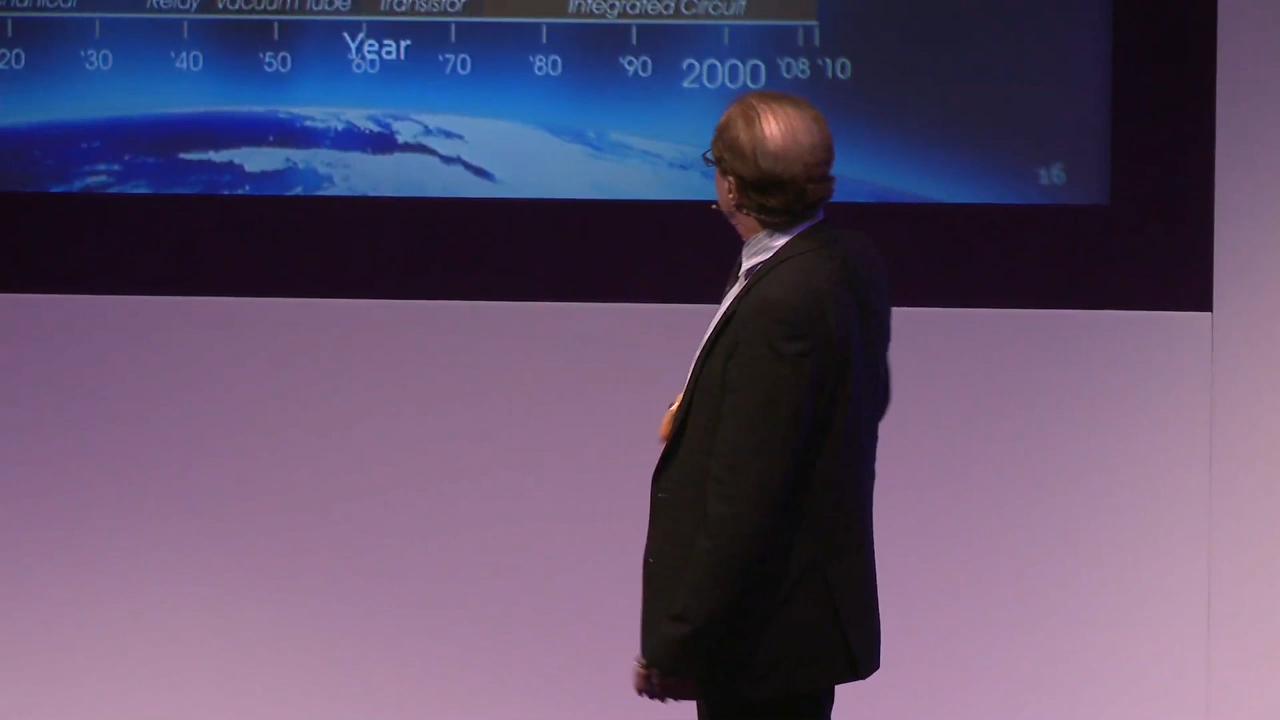 Relay Vacuum Tube Transistor Integrated Circuit
Year
20 '30 '40 '50 '60 '70 '80 '90 2000 '08 '10
16